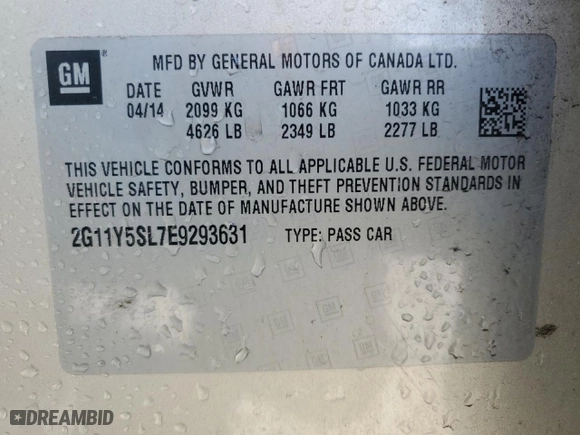 GM
MFD BY GENERAL MOTORS OF CANADA LTD.
DATE GVWR GAWR FRT GAWR RR
04/14 2099 KG 1066 KG 1033 KG
4626 LB 2349 LB 2277 LB
THIS VEHICLE CONFORMS TO ALL APPLICABLE U.S. FEDERAL MOTOR
VEHICLE SAFETY, BUMPER, AND THEFT PREVENTION STANDARDS IN
EFFECT ON THE DATE OF MANUFACTURE SHOWN ABOVE.
2G11Y5SL7E9293631 TYPE: PASS CAR
DREAMBID